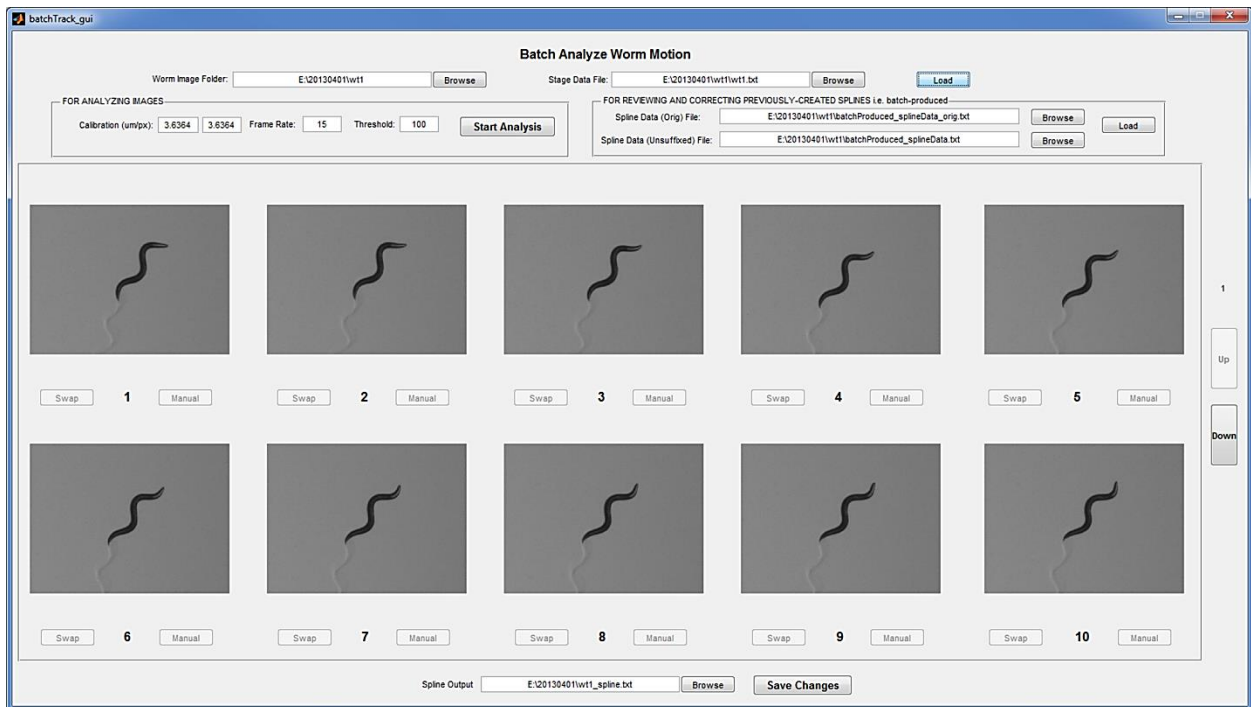 batchTrack_gui
Batch Analyze Worm Motion
Worm Image Folder: E:\20130401\wt1 Browse Stage Data File: E:\20130401\wt1\wt1.txt Browse Load
FOR ANALYZING IMAGES FOR REVIEWING AND CORRECTING PREVIOUSLY-CREATED SPLINES i.e. batch-produced
Calibration (um/px): 3.6364 3.6364 Frame Rate: 15 Threshold: 100 Start Analysis
Spline Data (Orig) File: E:\20130401\wt1\batchProduced_splineData_orig.txt Browse Load
Spline Data (Unsuffixed) File: E:\20130401\wt1\batchProduced_splineData.txt Browse
1
Up
Swap 1 Manual Swap 2 Manual Swap 3 Manual Swap 4 Manual Swap 5 Manual
Down
Swap 6 Manual Swap 7 Manual Swap 8 Manual Swap 9 Manual Swap 10 Manual
Spline Output E:\20130401\wt1_spline.txt Browse Save Changes